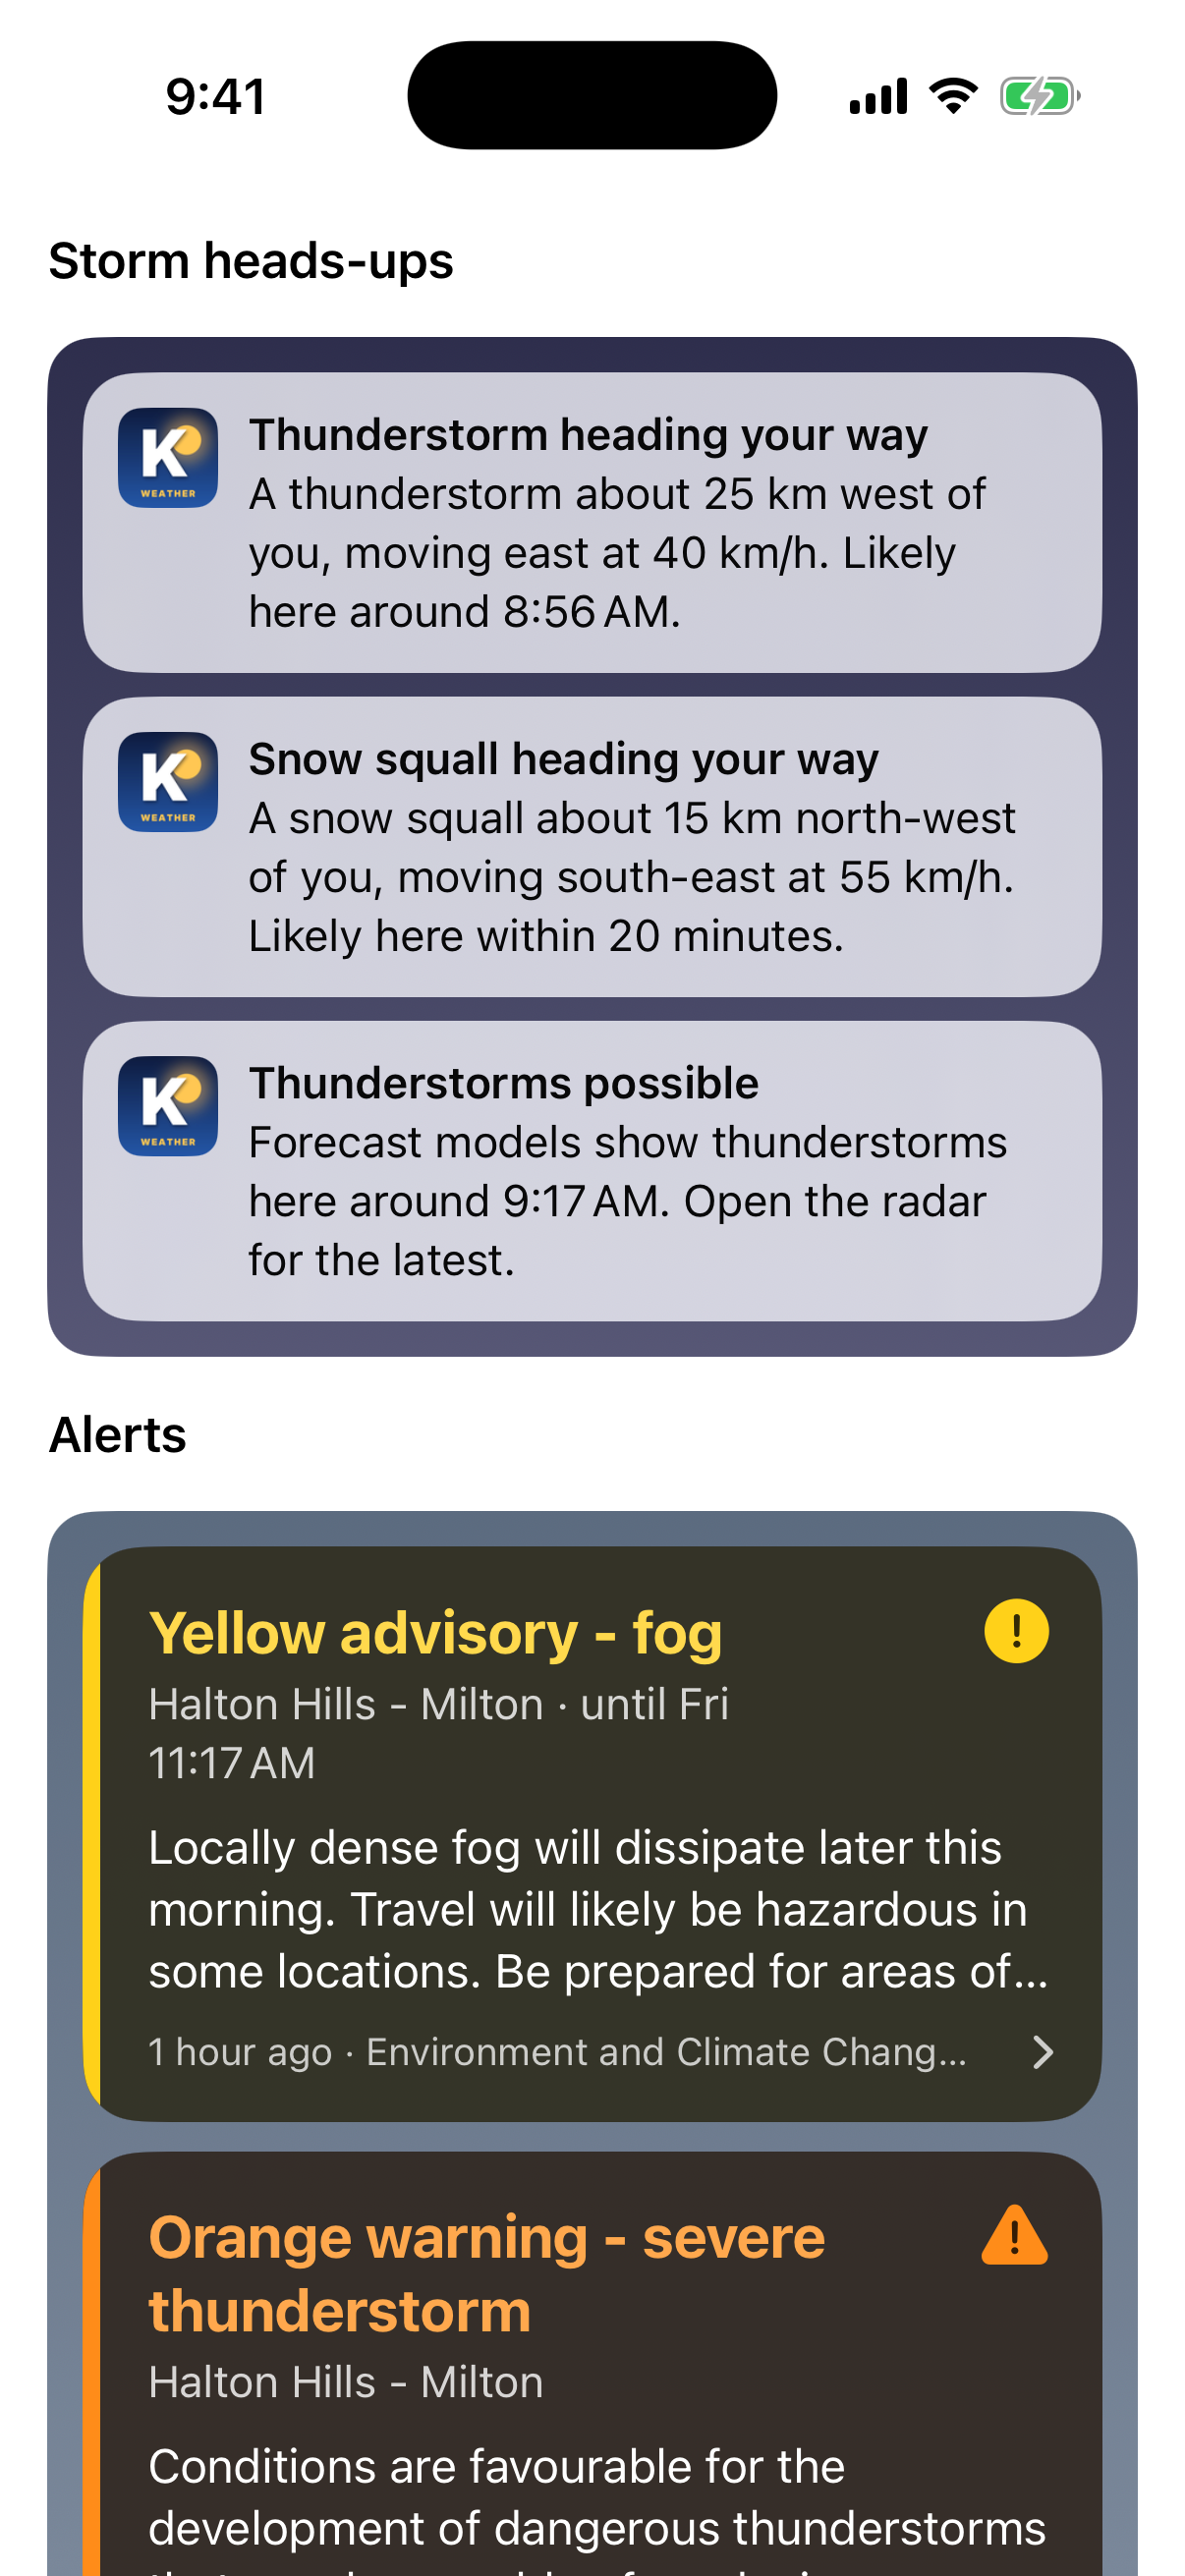 9:41
Storm heads-ups
K
WEATHER
Thunderstorm heading your way
A thunderstorm about 25 km west of
you, moving east at 40 km/h. Likely
here around 8:56 AM.
K
WEATHER
Snow squall heading your way
A snow squall about 15 km north-west
of you, moving south-east at 55 km/h.
Likely here within 20 minutes.
K
WEATHER
Thunderstorms possible
Forecast models show thunderstorms
here around 9:17 AM. Open the radar
for the latest.
Alerts
Yellow advisory - fog
Halton Hills - Milton · until Fri
11:17 AM
Locally dense fog will dissipate later this
morning. Travel will likely be hazardous in
some locations. Be prepared for areas of...
1 hour ago · Environment and Climate Chang...
Orange warning - severe
thunderstorm
Halton Hills - Milton
Conditions are favourable for the
development of dangerous thunderstorms